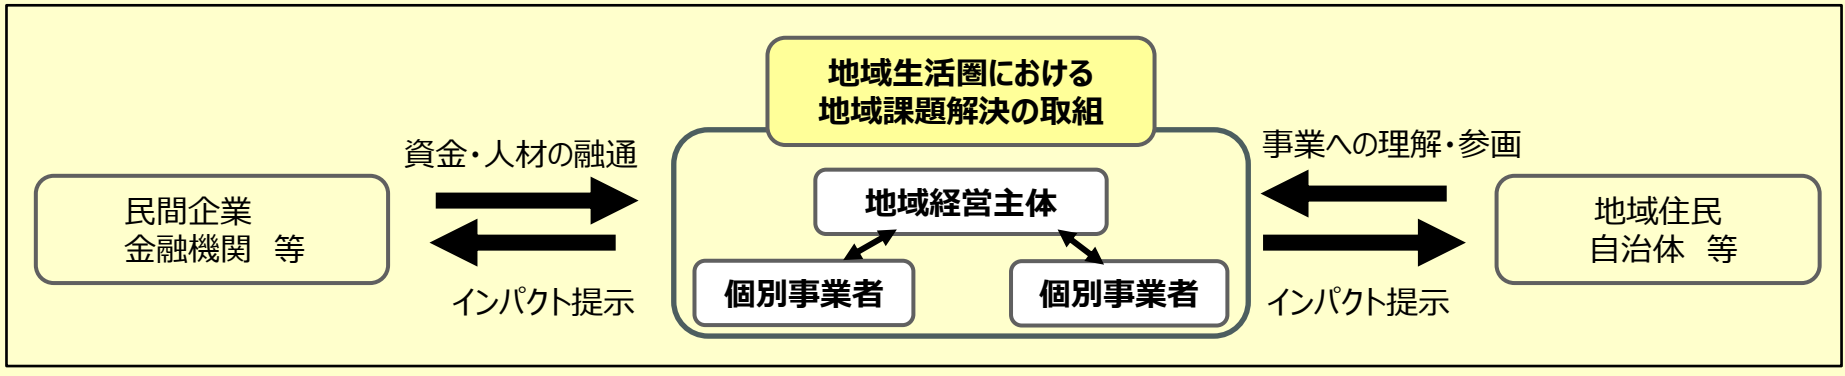 地域生活圏における
地域課題解決の取組
資金・人材の融通
事業への理解・参画
民間企業
金融機関　等
地域経営主体
地域住民
自治体　等
個別事業者
個別事業者
インパクト提示
インパクト提示